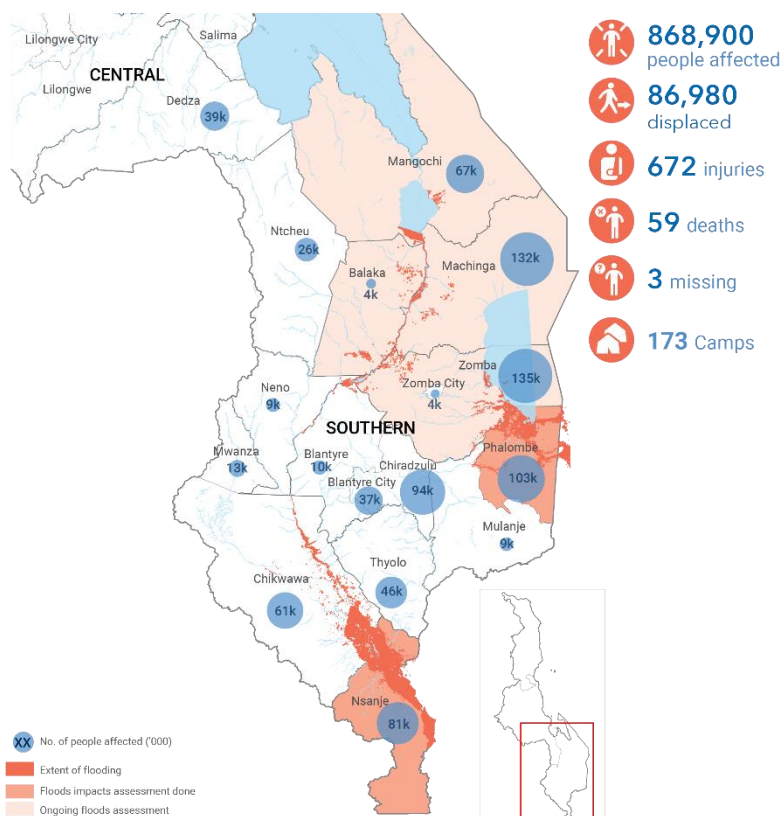 Lilongwe City
Salima
CENTRAL
Lilongwe
Dedza
39k
Mangochi
67k
Ntcheu
26k
Machinga
132k
Balaka
4k
Zomba
135k
Zomba City
4k
Neno
9k
SOUTHERN
Phalombe
103k
Mwanza
13k
Blantyre
10k
Chiradzulu
94k
Blantyre City
37k
Mulanje
9k
Thyolo
46k
Chikwawa
61k
Nsanje
81k
868,900
people affected
86,980
displaced
672 injuries
59 deaths
3 missing
173 Camps
XX No. of people affected ('000)
Extent of flooding
Floods impacts assessment done
Ongoing floods assessment